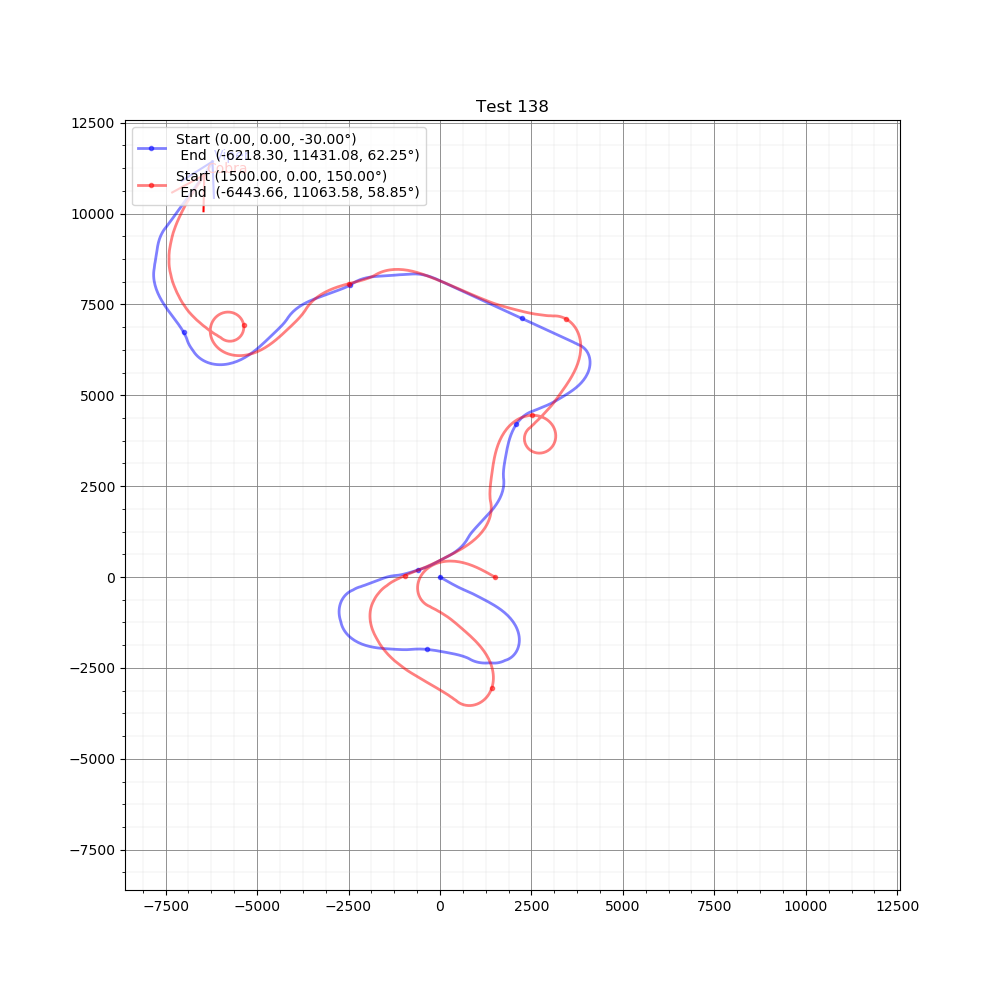 Test 138
12500
10000
7500
5000
2500
0
−2500
−5000
−7500
Start (0.00, 0.00, -30.00°)
End  (-6218.30, 11431.08, 62.25°)
Start (1500.00, 0.00, 150.00°)
End  (-6443.66, 11063.58, 58.85°)
−7500 −5000 −2500 0 2500 5000 7500 10000 12500